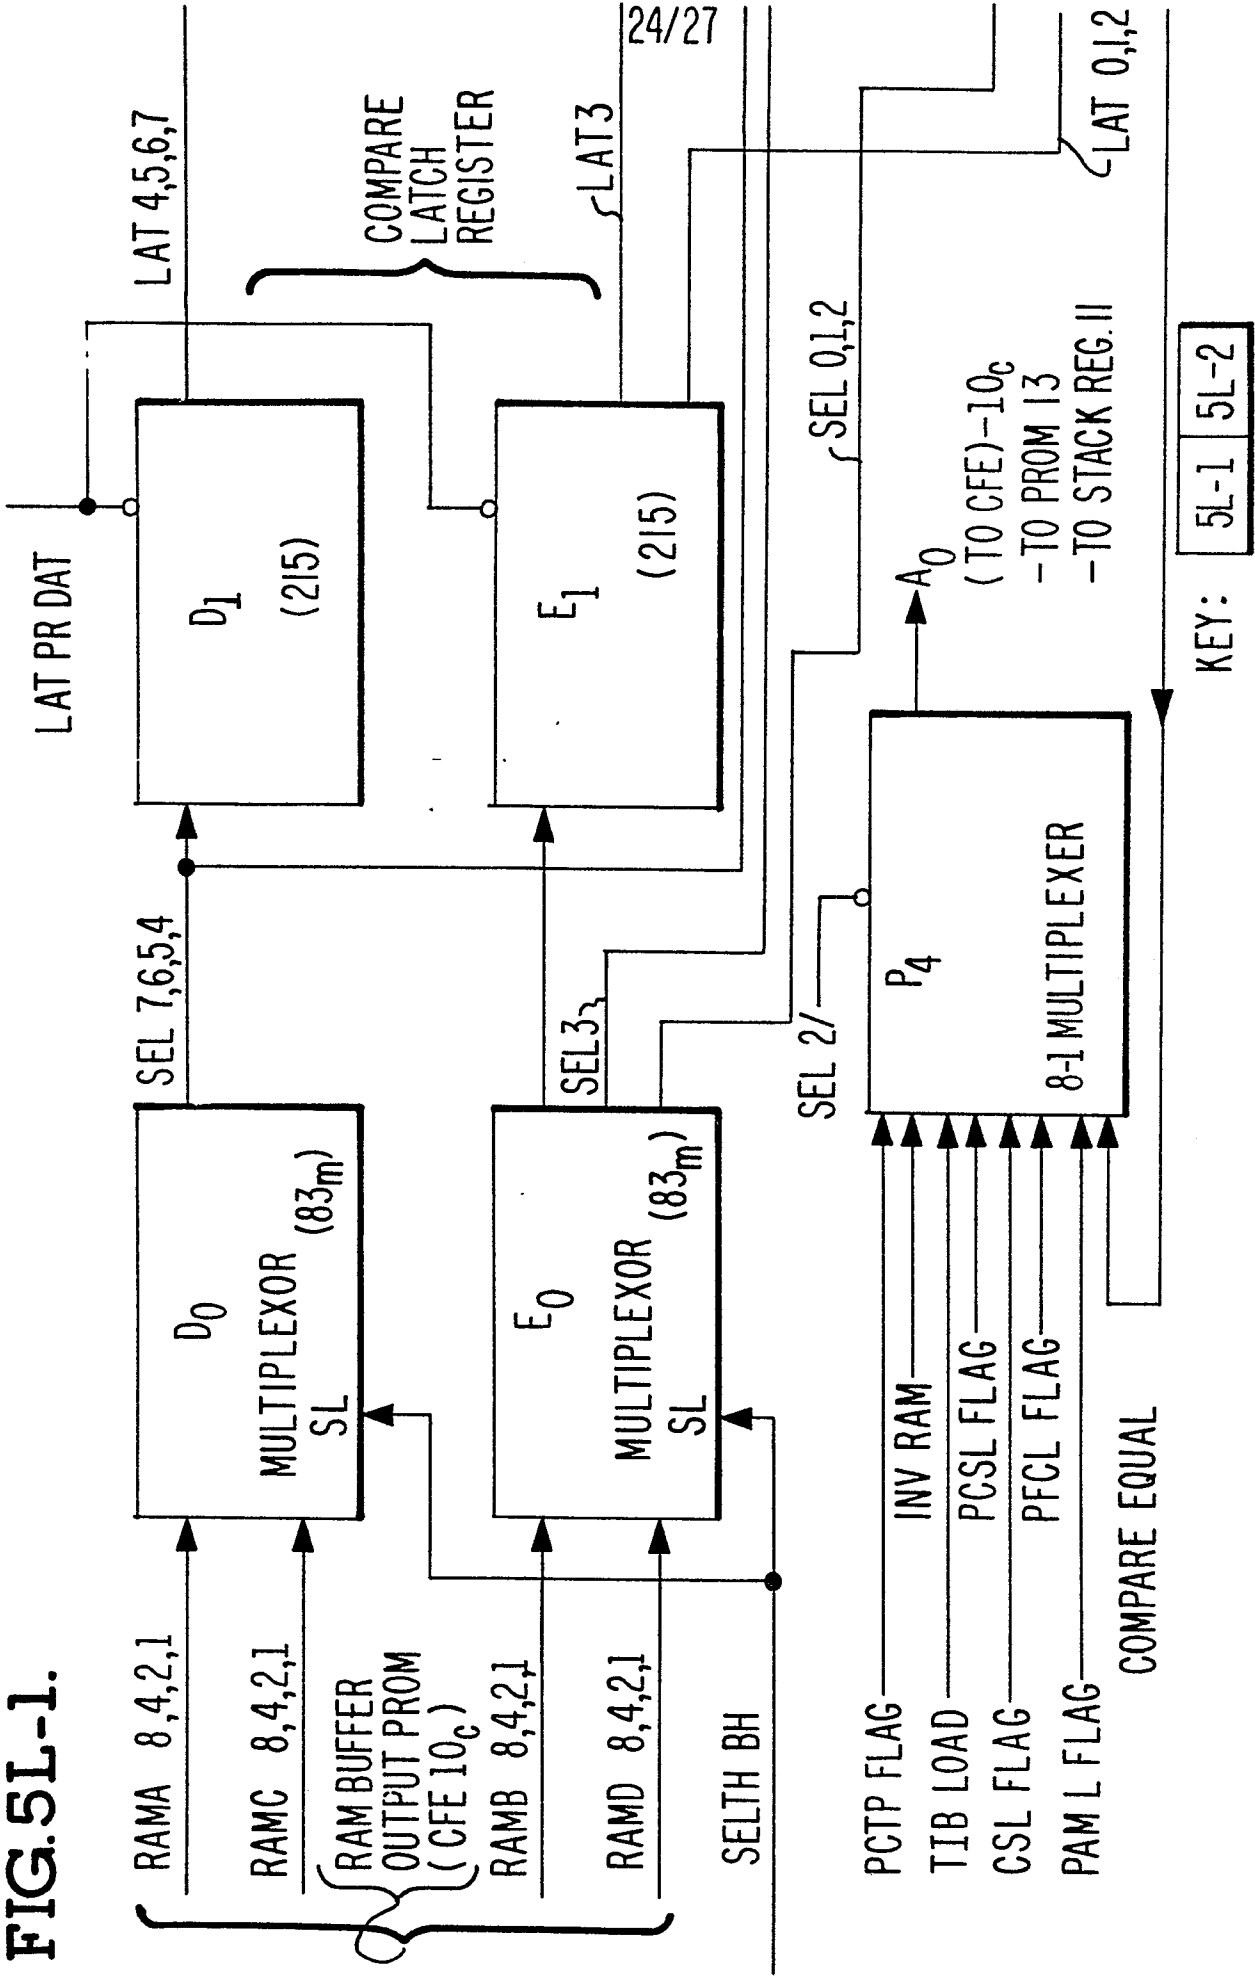 FIG.5L-1.
RAMA 8,4,2,1
RAMC 8,4,2,1
RAM BUFFER
OUTPUT PROM
(CFE 10c)
RAMB 8,4,2,1
RAMD 8,4,2,1
SELTH BH
D0
MULTIPLEXOR
SL
(83m)
E0
MULTIPLEXOR
SL
(83m)
SEL 7,6,5,4
SEL3
LAT PR DAT
D1
(215)
E1
(215)
LAT 4,5,6,7
COMPARE
LATCH
REGISTER
LAT3
24/27
SEL 0,1,2
LAT 0,1,2
SEL 2/
P4
8-1 MULTIPLEXER
A0
(TO CFE)-10c
- TO PROM 13
- TO STACK REG. 11
PCTP FLAG
INV RAM
TIB LOAD
PCSL FLAG
CSL FLAG
PFCL FLAG
PAM L FLAG
COMPARE EQUAL
KEY: 5L-1 5L-2